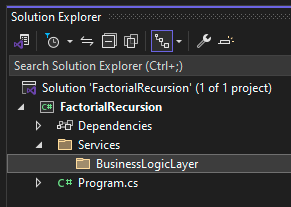 Solution Explorer
Search Solution Explorer (Ctrl+;)
Solution 'FactorialRecursion' (1 of 1 project)
C# FactorialRecursion
Dependencies
Services
BusinessLogicLayer
C# Program.cs